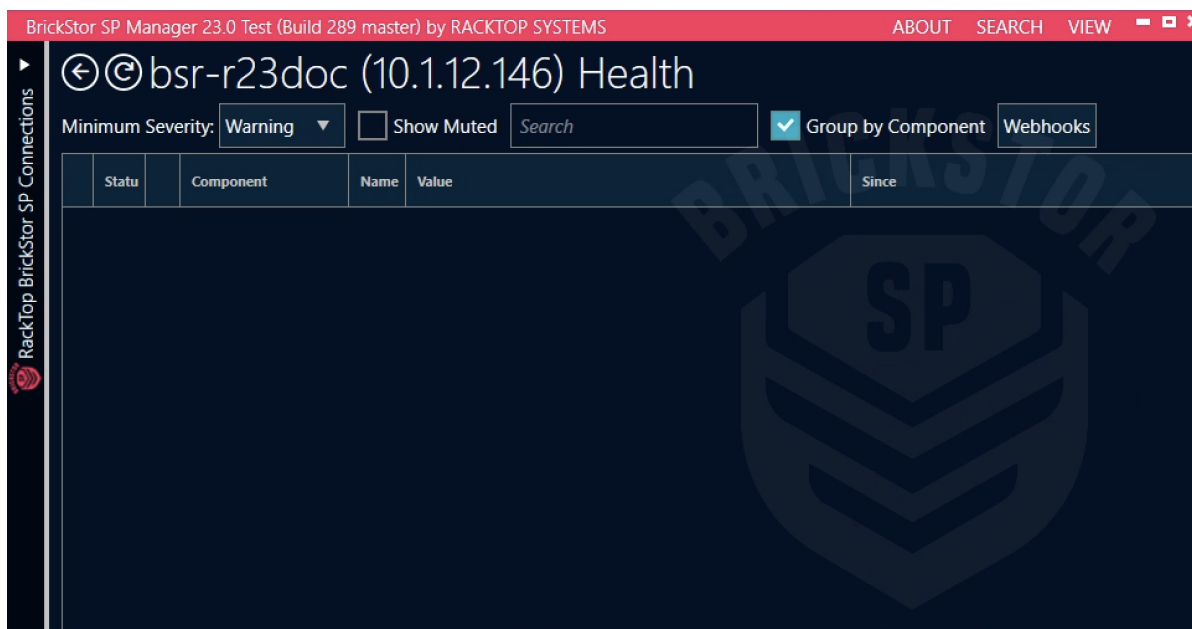 BrickStor SP Manager 23.0 Test (Build 289 master) by RACKTOP SYSTEMS ABOUT SEARCH VIEW
bsr-r23doc (10.1.12.146) Health
Minimum Severity: Warning Show Muted Search Group by Component Webhooks
Statu Component Name Value Since
RackTop BrickStor SP Connections
BRICKSTOR
SP